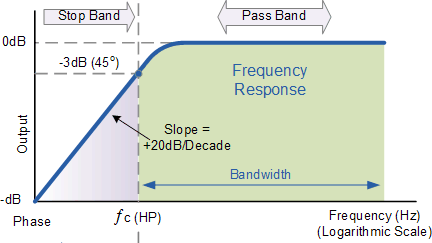 Stop Band
Pass Band
0dB
-3dB (45°)
Frequency
Response
Output
Slope =
+20dB/Decade
Bandwidth
-dB
Phase
fc (HP)
Frequency (Hz)
(Logarithmic Scale)